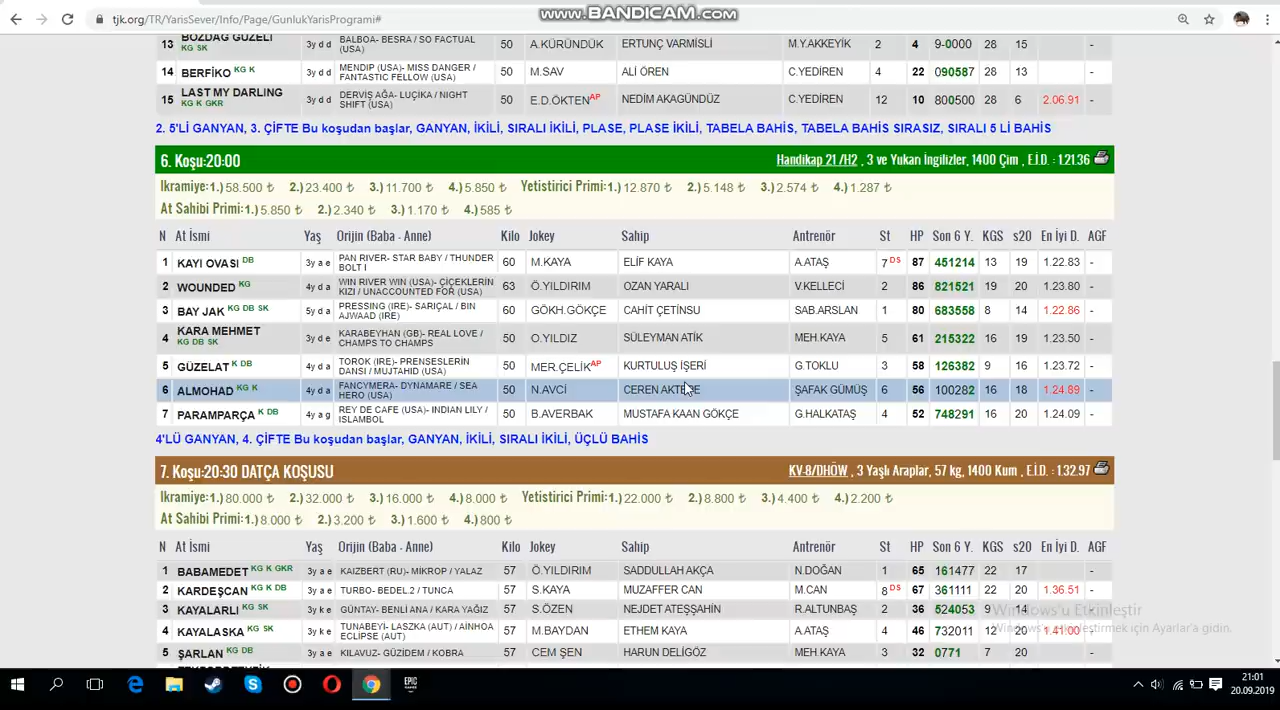 tjk.org/TR/YarisSever/Info/Page/GunlukYarisProgrami#
www.BANDICAM.com
13 BOZDAĞ GÜZELİ KG SK 3y d d BALBOA- BESRA / SO FACTUAL (USA) 50 A.KÜRÜNDÜK ERTUNÇ VARMİSLİ M.Y.AKKEYİK 2 4 9-0000 28 15 -
14 BERFİKO KG K 3y d d MENDIP (USA)- MISS DANGER / FANTASTIC FELLOW (USA) 50 M.SAV ALİ ÖREN C.YEDİREN 4 22 090587 28 13 -
15 LAST MY DARLING KG K GKR 3y d d DERVİŞ AĞA- LUÇİKA / NIGHT SHIFT (USA) 50 E.D.ÖKTEN AP NEDİM AKAGÜNDÜZ C.YEDİREN 12 10 800500 28 6 2.06.91 -
2. 5'Lİ GANYAN, 3. ÇİFTE Bu koşudan başlar, GANYAN, İKİLİ, SIRALI İKİLİ, PLASE, PLASE İKİLİ, TABELA BAHİS, TABELA BAHİS SIRASIZ, SIRALI 5 Lİ BAHİS
6. Koşu:20:00 Handikap 21 /H2 , 3 ve Yukarı İngilizler, 1400 Çim , E.İ.D. : 1.21.36
Ikramiye:1.) 58.500 ₺ 2.) 23.400 ₺ 3.) 11.700 ₺ 4.) 5.850 ₺ Yetistirici Primi:1.) 12.870 ₺ 2.) 5.148 ₺ 3.) 2.574 ₺ 4.) 1.287 ₺
At Sahibi Primi:1.) 5.850 ₺ 2.) 2.340 ₺ 3.) 1.170 ₺ 4.) 585 ₺
N At İsmi Yaş Orijin (Baba - Anne) Kilo Jokey Sahip Antrenör St HP Son 6 Y. KGS s20 En İyi D. AGF
1 KAYI OVASI DB 3y a e PAN RIVER- STAR BABY / THUNDER BOLT I 60 M.KAYA ELİF KAYA A.ATAŞ 7 DS 87 451214 13 19 1.22.83 -
2 WOUNDED KG 4y d a WIN RIVER WIN (USA)- ÇİÇEKLERİN KIZI / UNACCOUNTED FOR (USA) 63 Ö.YILDIRIM OZAN YARALI V.KELLECİ 2 86 821521 19 20 1.23.80 -
3 BAY JAK KG DB SK 5y d a PRESSING (IRE)- SARIÇAL / BIN AJWAAD (IRE) 60 GÖKH.GÖKÇE CAHİT ÇETİNSU SAB.ARSLAN 1 80 683558 8 14 1.22.86 -
4 KARA MEHMET KG DB SK 3y d e KARABEYHAN (GB)- REAL LOVE / CHAMPS TO CHAMPS 50 O.YILDIZ SÜLEYMAN ATİK MEH.KAYA 5 61 215322 16 19 1.23.50 -
5 GÜZELAT K DB 4y d a TOROK (IRE)- PRENSESLERİN DANSI / MUJTAHID (USA) 50 MER.ÇELİK AP KURTULUŞ İŞERİ G.TOKLU 3 58 126382 9 16 1.23.72 -
6 ALMOHAD KG K 4y d a FANCYMERA- DYNAMARE / SEA HERO (USA) 50 N.AVCİ CEREN ŞAFAK GÜMÜŞ 6 56 100282 16 18 1.24.89 -
7 PARAMPARÇA K DB 4y a g REY DE CAFE (USA)- INDIAN LILY / ISLAMBOL 50 B.AVERBAK MUSTAFA KAAN GÖKÇE G.HALKATAŞ 4 52 748291 16 20 1.24.09 -
4'LÜ GANYAN, 4. ÇİFTE Bu koşudan başlar, GANYAN, İKİLİ, SIRALI İKİLİ, ÜÇLÜ BAHİS
7. Koşu:20:30 DATÇA KOŞUSU KV-8/DHÖW , 3 Yaşlı Araplar, 57 kg, 1400 Kum , E.İ.D. : 1.32.97
Ikramiye:1.) 80.000 ₺ 2.) 32.000 ₺ 3.) 16.000 ₺ 4.) 8.000 ₺ Yetistirici Primi:1.) 22.000 ₺ 2.) 8.800 ₺ 3.) 4.400 ₺ 4.) 2.200 ₺
At Sahibi Primi:1.) 8.000 ₺ 2.) 3.200 ₺ 3.) 1.600 ₺ 4.) 800 ₺
N At İsmi Yaş Orijin (Baba - Anne) Kilo Jokey Sahip Antrenör St HP Son 6 Y. KGS s20 En İyi D. AGF
1 BABAMEDET KG K GKR 3y a e KAIZBERT (RU)- MİKROP / YALAZ 57 Ö.YILDIRIM SADDULLAH AKÇA N.DOĞAN 1 65 161477 22 17 -
2 KARDEŞCAN KG K DB 3y a e TURBO- BEDEL.2 / TUNCA 57 S.KAYA MUZAFFER CAN M.CAN 8 DS 67 361111 22 20 1.36.51 -
3 KAYALARLI KG SK 3y k e GÜNTAY- BENLİ ANA / KARA YAĞIZ 57 S.ÖZEN NEJDET ATEŞŞAHİN R.ALTUNBAŞ 2 36 524053 9 14 -
4 KAYALASKA KG SK 3y k e TUNABEYİ- LASZKA (AUT) / AİNHOA ECLIPSE (AUT) 57 M.BAYDAN ETHEM KAYA A.ATAŞ 4 46 732011 12 20 1.41.00 -
5 ŞARLAN KG DB 3y a e KILAVUZ- GÜZİDEM / KOBRA 57 CEM ŞEN HARUN DELİGÖZ MEH.KAYA 3 32 0771 7 20 -
Windows'u Etkinleştir
Windows'u etkinleştirmek için Ayarlar'a gidin.
EPIC GAMES
21:01
20.09.2019